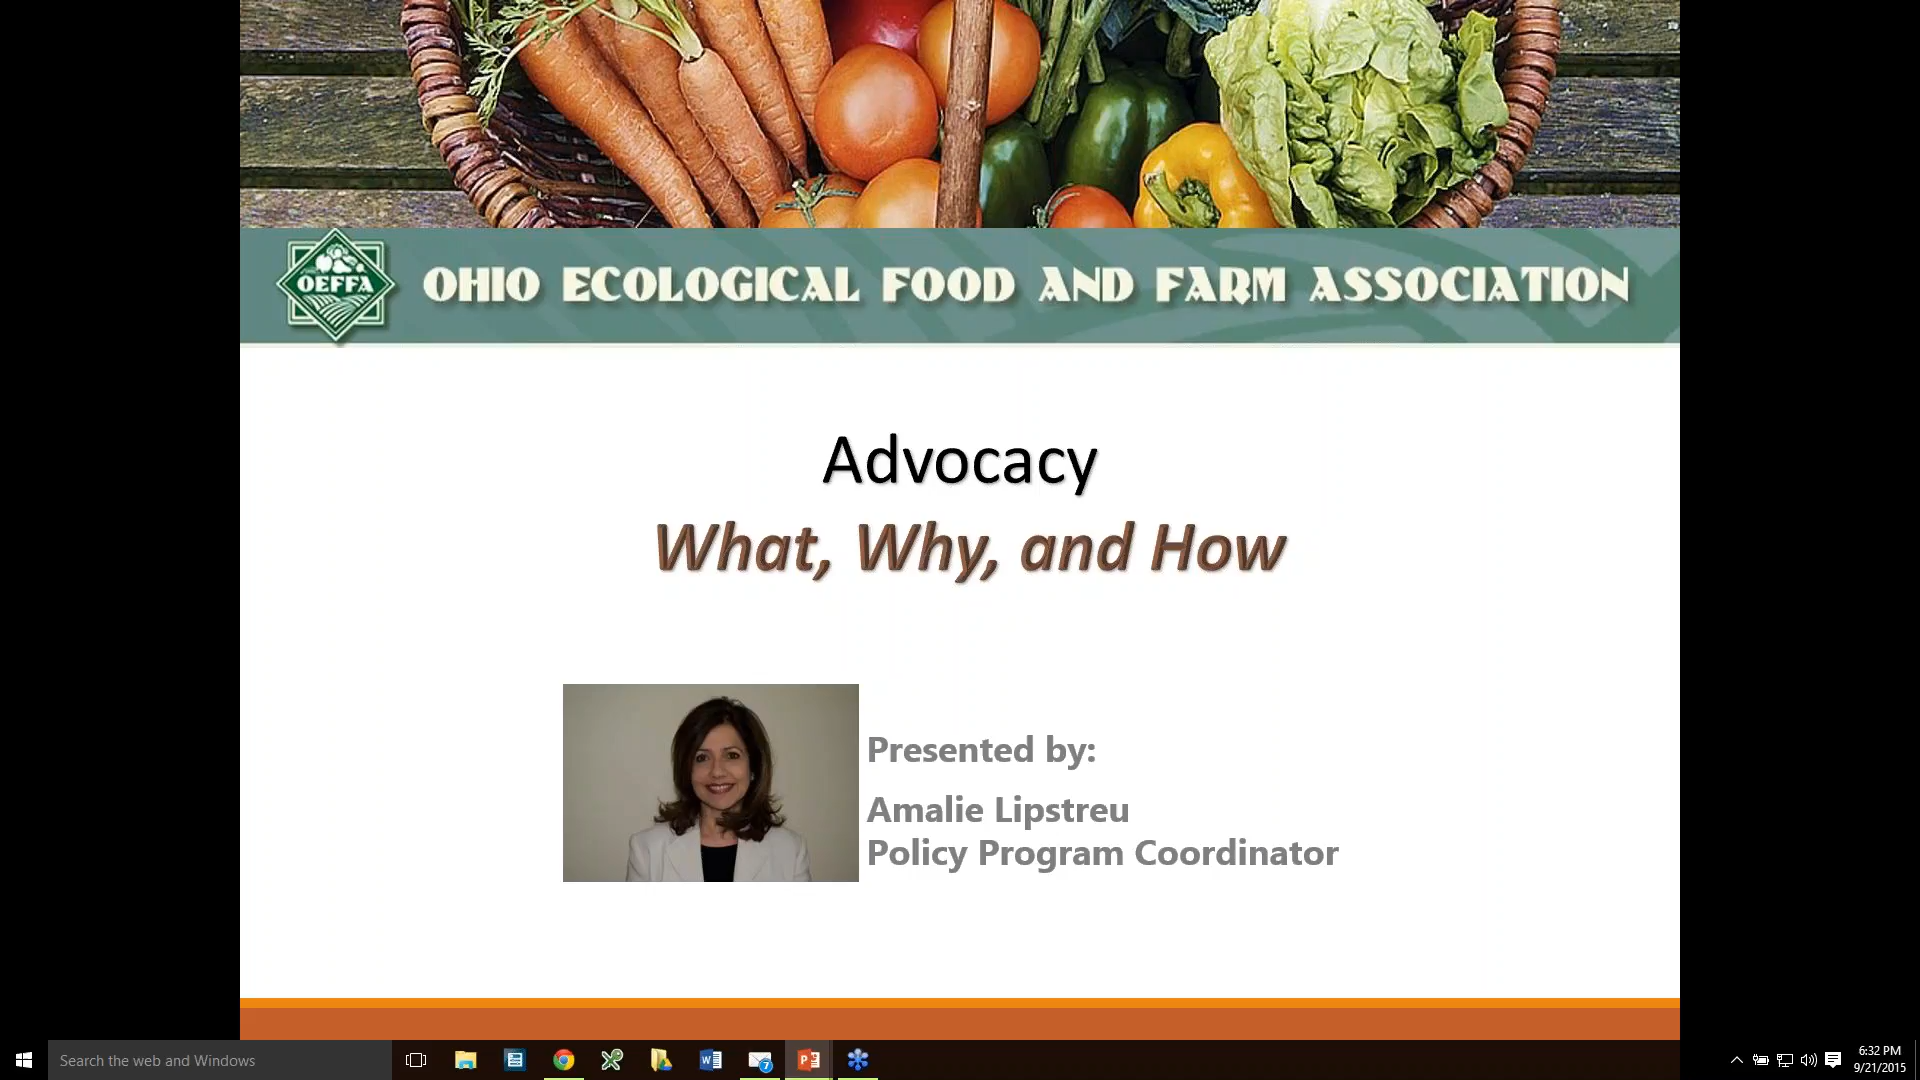 OEFFA
OHIO ECOLOGICAL FOOD AND FARM ASSOCIATION
Advocacy
What, Why, and How
Presented by:
Amalie Lipstreu
Policy Program Coordinator
Search the web and Windows
7
6:32 PM
9/21/2015